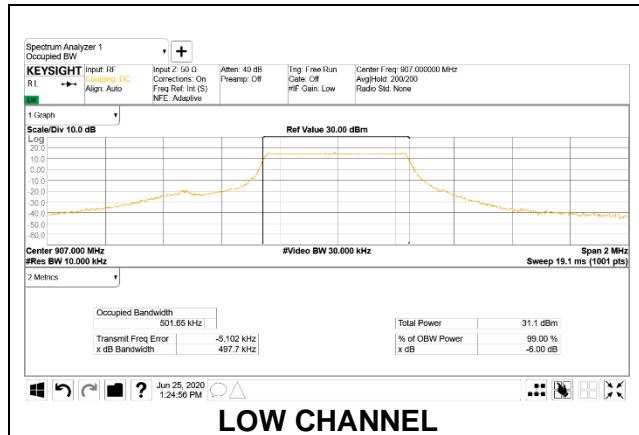 Spectrum Analyzer 1
Occupied BW
+
KEYSIGHT Input: RF Input Z: 50 Ω Atten: 40 dB Trig: Free Run Center Freq: 907.000000 MHz
R L Coupling: DC Corrections: On Preamp: Off Gate: Off Avg|Hold: 200/200
Align: Auto Freq Ref: Int (S) #IF Gain: Low Radio Std: None
NFE: Adaptive
1 Graph
Scale/Div 10.0 dB Ref Value 30.00 dBm
Log
20.0
10.0
0.00
-10.0
-20.0
-30.0
-40.0
-50.0
-60.0
Center 907.000 MHz #Video BW 30.000 kHz Span 2 MHz
#Res BW 10.000 kHz Sweep 19.1 ms (1001 pts)
2 Metrics
Occupied Bandwidth
501.65 kHz Total Power 31.1 dBm
Transmit Freq Error -5.102 kHz % of OBW Power 99.00 %
x dB Bandwidth 497.7 kHz x dB -6.00 dB
? Jun 25, 2020
1:24:56 PM
LOW CHANNEL